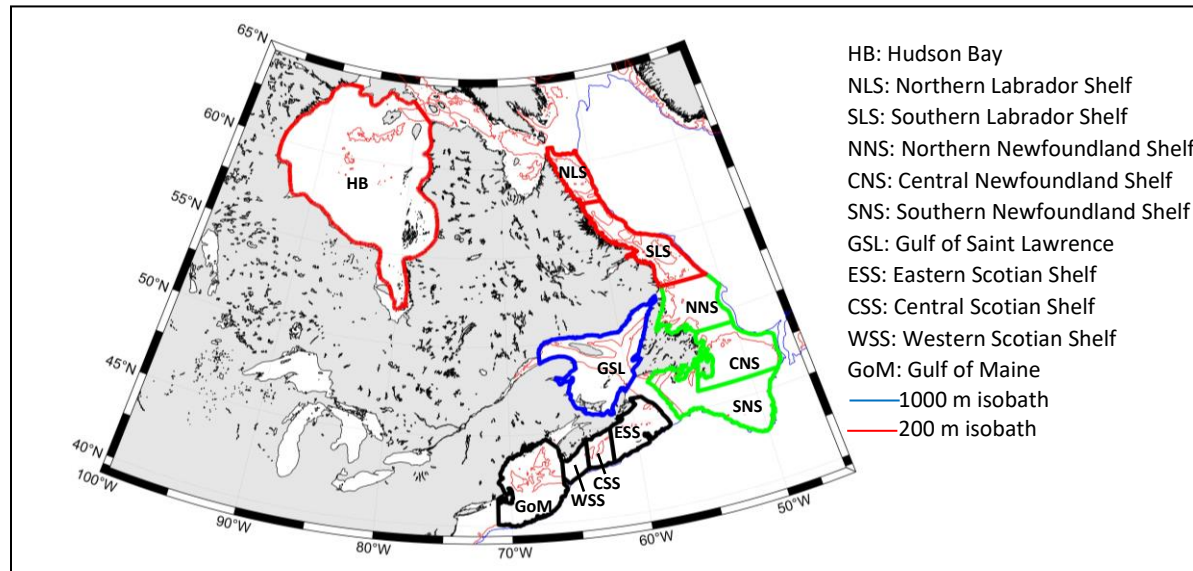 65°N
60°N
55°N
50°N
45°N
40°N
100°W
90°W
80°W
70°W
60°W
50°W
HB
NLS
SLS
NNS
CNS
SNS
GSL
ESS
CSS
WSS
GoM
HB: Hudson Bay
NLS: Northern Labrador Shelf
SLS: Southern Labrador Shelf
NNS: Northern Newfoundland Shelf
CNS: Central Newfoundland Shelf
SNS: Southern Newfoundland Shelf
GSL: Gulf of Saint Lawrence
ESS: Eastern Scotian Shelf
CSS: Central Scotian Shelf
WSS: Western Scotian Shelf
GoM: Gulf of Maine
1000 m isobath
200 m isobath